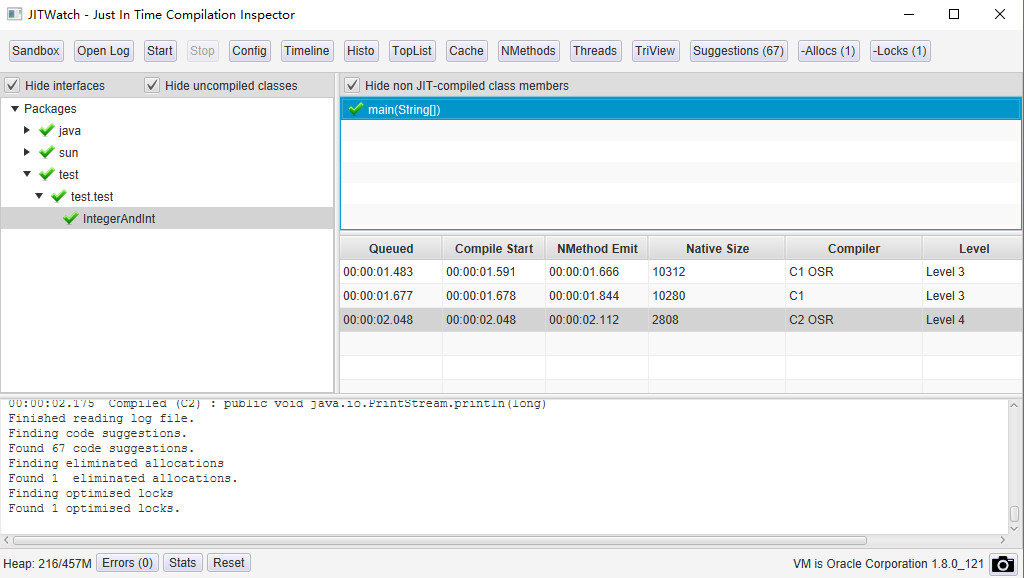 JITWatch - Just In Time Compilation Inspector
Sandbox Open Log Start Stop Config Timeline Histo TopList Cache NMethods Threads TriView Suggestions (67) -Allocs (1) -Locks (1)
Hide interfaces Hide uncompiled classes
Packages
java
sun
test
test.test
IntegerAndInt
Hide non JIT-compiled class members
main(String[])
Queued Compile Start NMethod Emit Native Size Compiler Level
00:00:01.483 00:00:01.591 00:00:01.666 10312 C1 OSR Level 3
00:00:01.677 00:00:01.678 00:00:01.844 10280 C1 Level 3
00:00:02.048 00:00:02.048 00:00:02.112 2808 C2 OSR Level 4
00:00:02.175 Compiled (C2) : public void java.io.PrintStream.println(long)
Finished reading log file.
Finding code suggestions.
Found 67 code suggestions.
Finding eliminated allocations
Found 1  eliminated allocations.
Finding optimised locks
Found 1 optimised locks.
Heap: 216/457M Errors (0) Stats Reset VM is Oracle Corporation 1.8.0_121